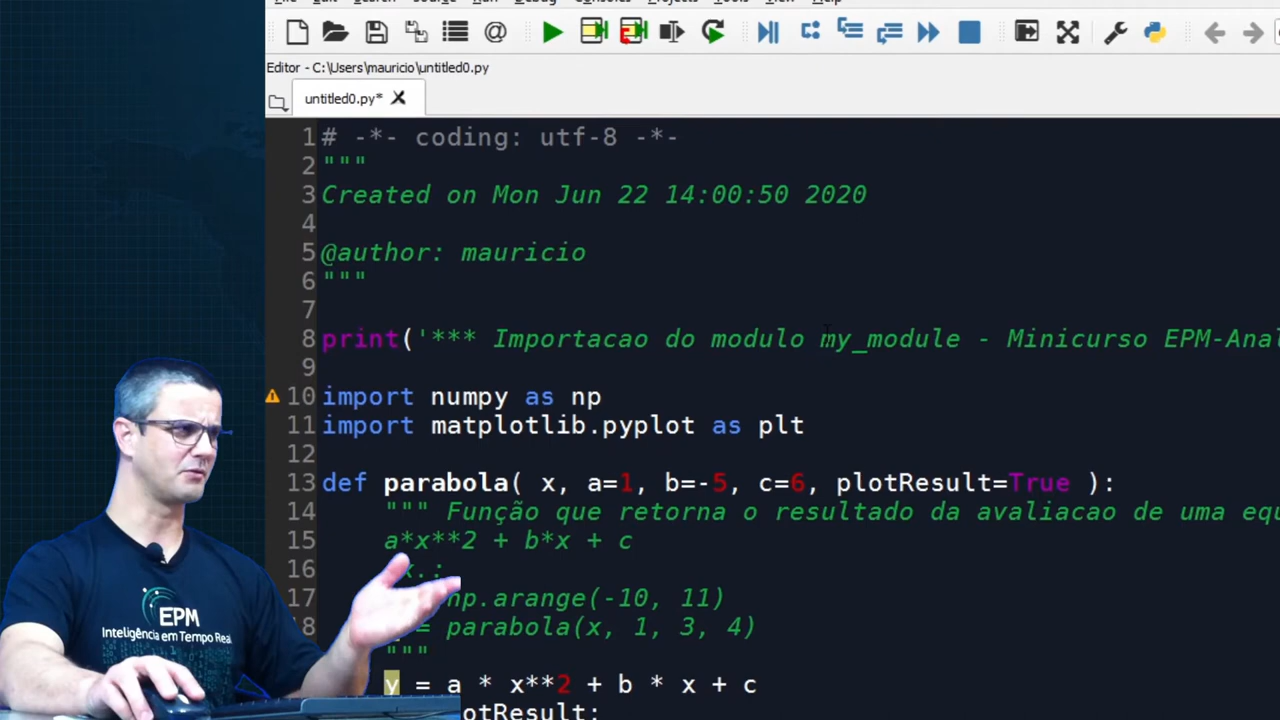 Editor - C:\Users\mauricio\untitled0.py
untitled0.py*
1 # -*- coding: utf-8 -*-
2 """
3 Created on Mon Jun 22 14:00:50 2020
4
5 @author: mauricio
6 """
7
8 print('*** Importacao do modulo my_module - Minicurso EPM-Anal
9
10 import numpy as np
11 import matplotlib.pyplot as plt
12
13 def parabola( x, a=1, b=-5, c=6, plotResult=True ):
14 """ Função que retorna o resultado da avaliacao de uma equ
15 a*x**2 + b*x + c
16 x.:
17 np.arange(-10, 11)
18 = parabola(x, 1, 3, 4)
"""
y = a * x**2 + b * x + c
otResult:
EPM
Inteligência em Tempo Real